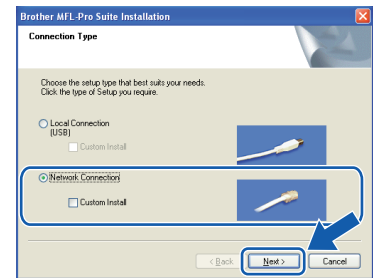 Brother MFL-Pro Suite Installation
Connection Type
Choose the setup type that best suits your needs.
Click the type of Setup you require.
Local Connection
(USB)
Custom Install
Network Connection
Custom Install
< Back
Next >
Cancel